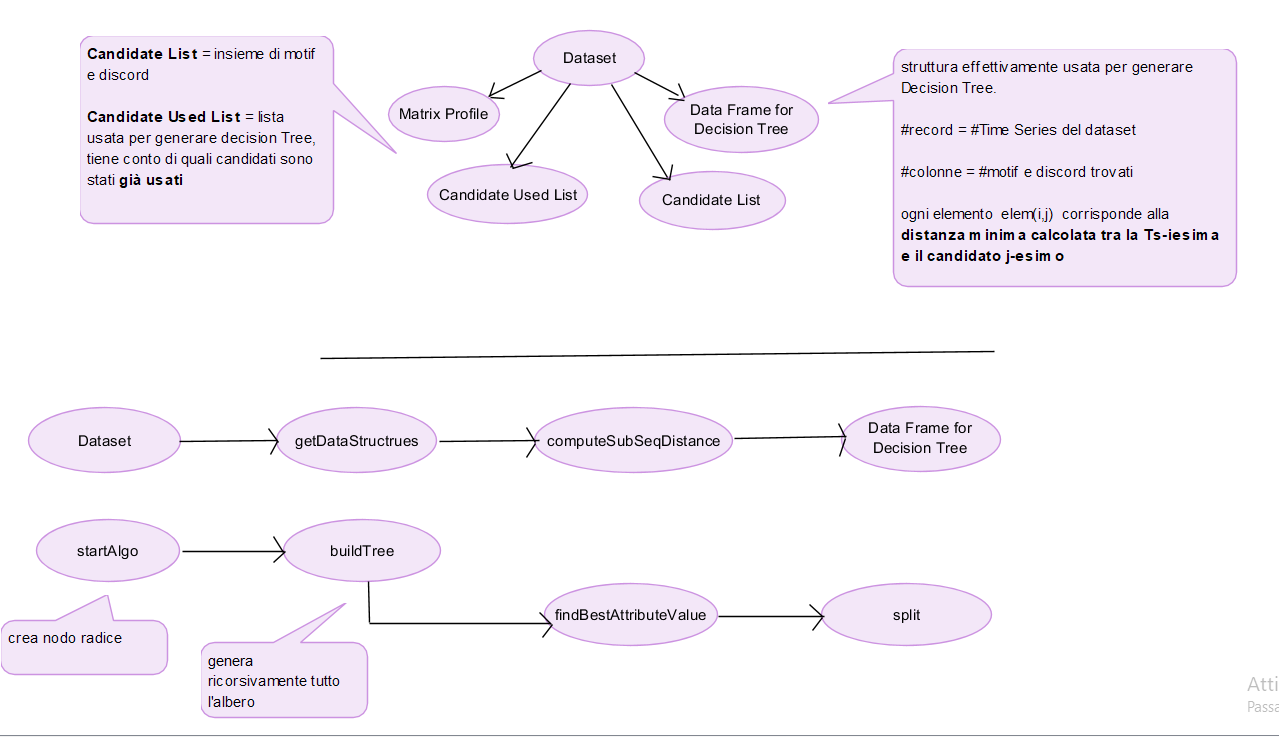 Candidate List = insieme di motif
e discord
Candidate Used List = lista
usata per generare decision Tree,
tiene conto di quali candidati sono
stati già usati
Dataset
Matrix Profile
Data Frame for
Decision Tree
Candidate Used List
Candidate List
struttura effettivamente usata per generare
Decision Tree.
#record = #Time Series del dataset
#colonne = #motif e discord trovati
ogni elemento elem(i,j) corrisponde alla
distanza minima calcolata tra la Ts-iesima
e il candidato j-esimo
Dataset
getDataStructrues
computeSubSeqDistance
Data Frame for
Decision Tree
startAlgo
buildTree
findBestAttributeValue
split
crea nodo radice
genera
ricorsivamente tutto
l'albero
Atti
Passa